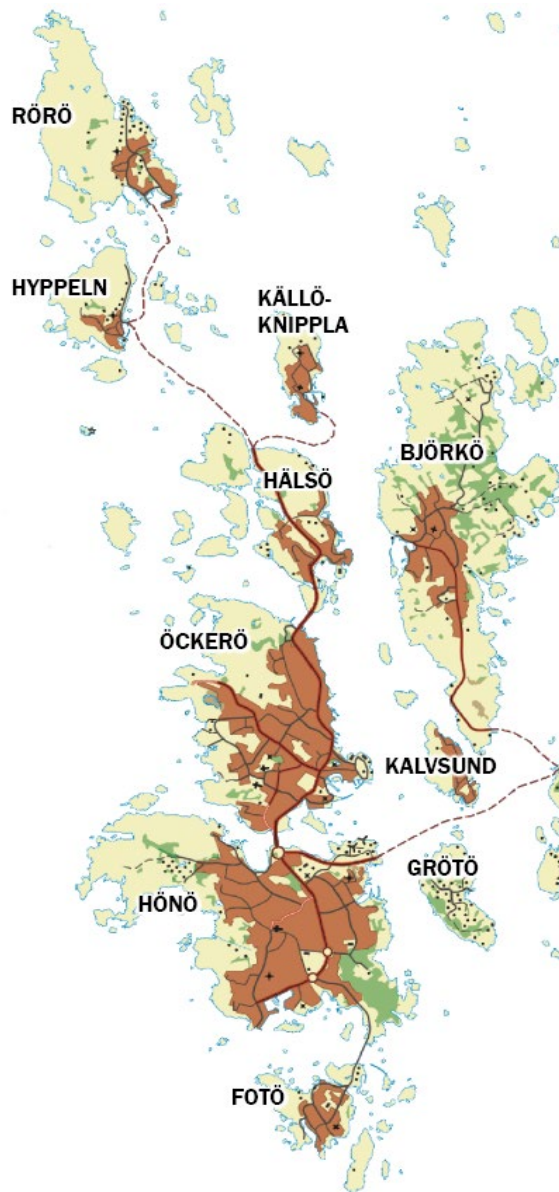 RÖRÖ
HYPPELN
KÄLLÖ-
KNIPPLA
BJÖRKÖ
HÄLSÖ
ÖCKERÖ
KALVSUND
GRÖTÖ
HÖNÖ
FOTÖ